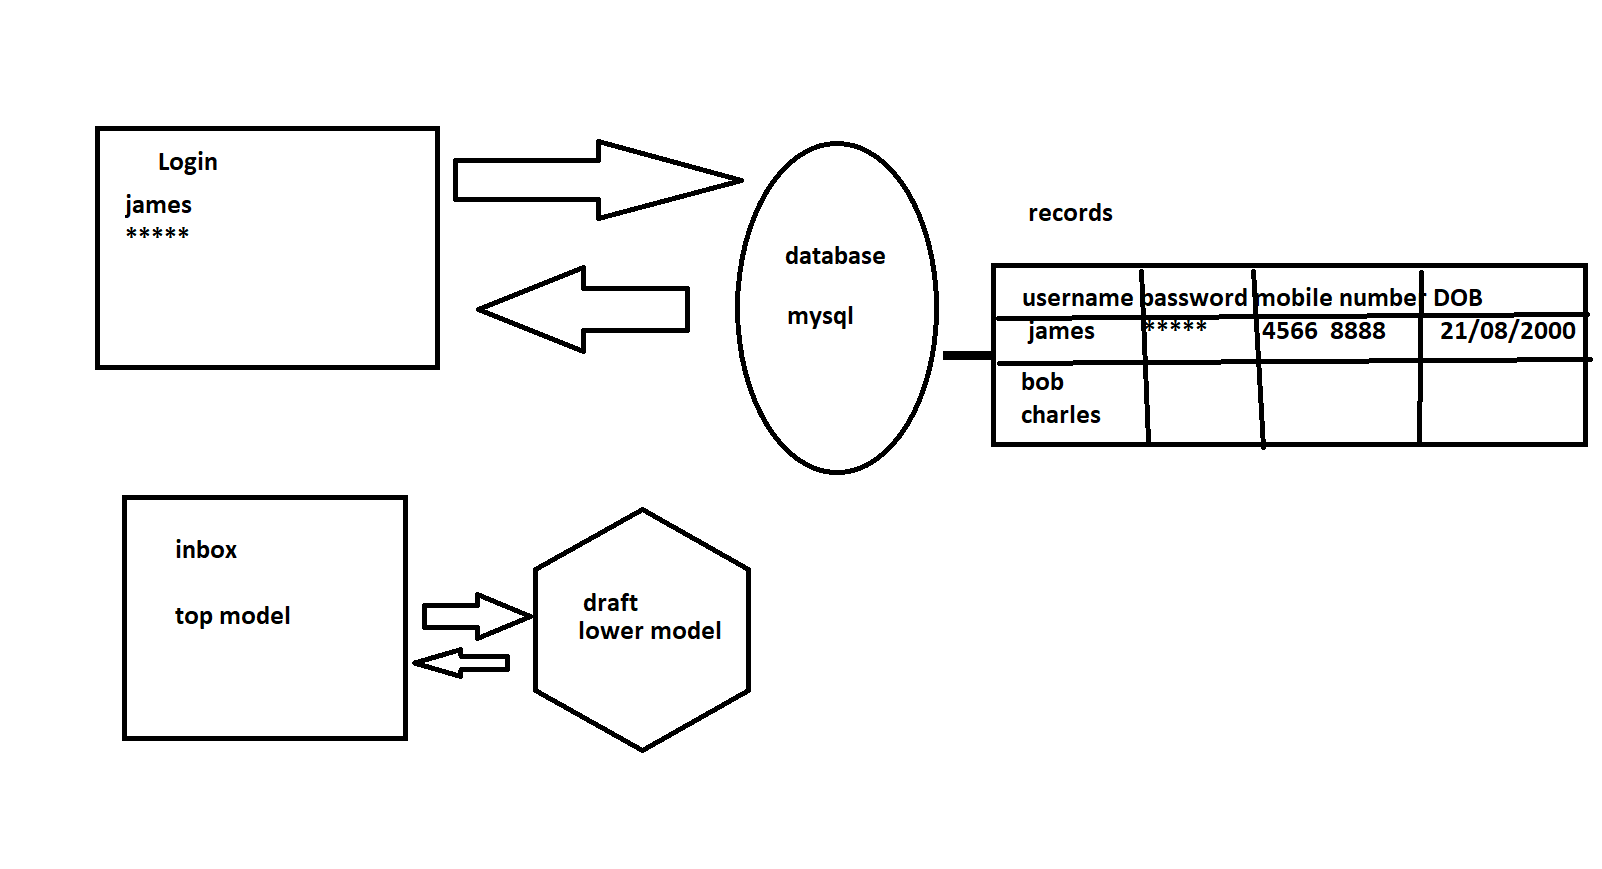 Login
james
*****
database
mysql
records
username password mobile number DOB
james ***** 4566 8888 21/08/2000
bob
charles
inbox
top model
draft
lower model